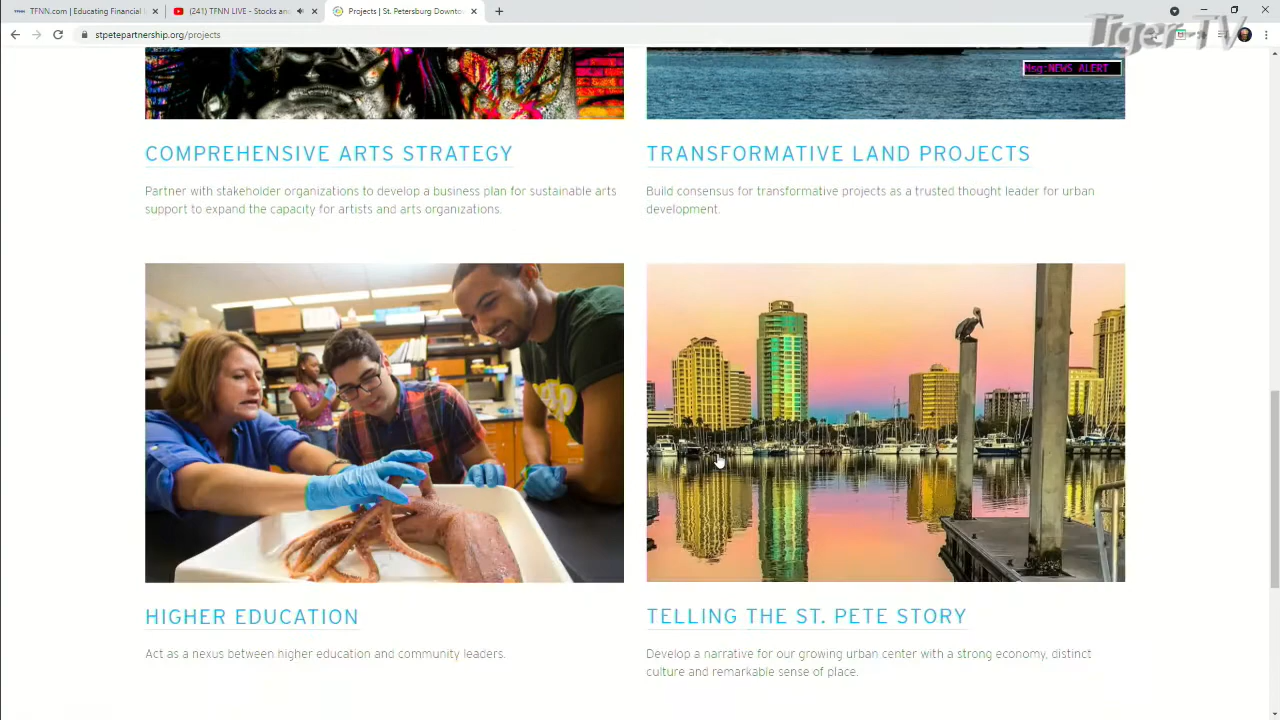 TFNN.com | Educating Financial I
(241) TFNN LIVE - Stocks and
Projects | St. Petersburg Downto
stpetepartnership.org/projects
Tiger TV
Msg:NEWS ALERT
COMPREHENSIVE ARTS STRATEGY
Partner with stakeholder organizations to develop a business plan for sustainable arts
support to expand the capacity for artists and arts organizations.
TRANSFORMATIVE LAND PROJECTS
Build consensus for transformative projects as a trusted thought leader for urban
development.
HIGHER EDUCATION
Act as a nexus between higher education and community leaders.
TELLING THE ST. PETE STORY
Develop a narrative for our growing urban center with a strong economy, distinct
culture and remarkable sense of place.